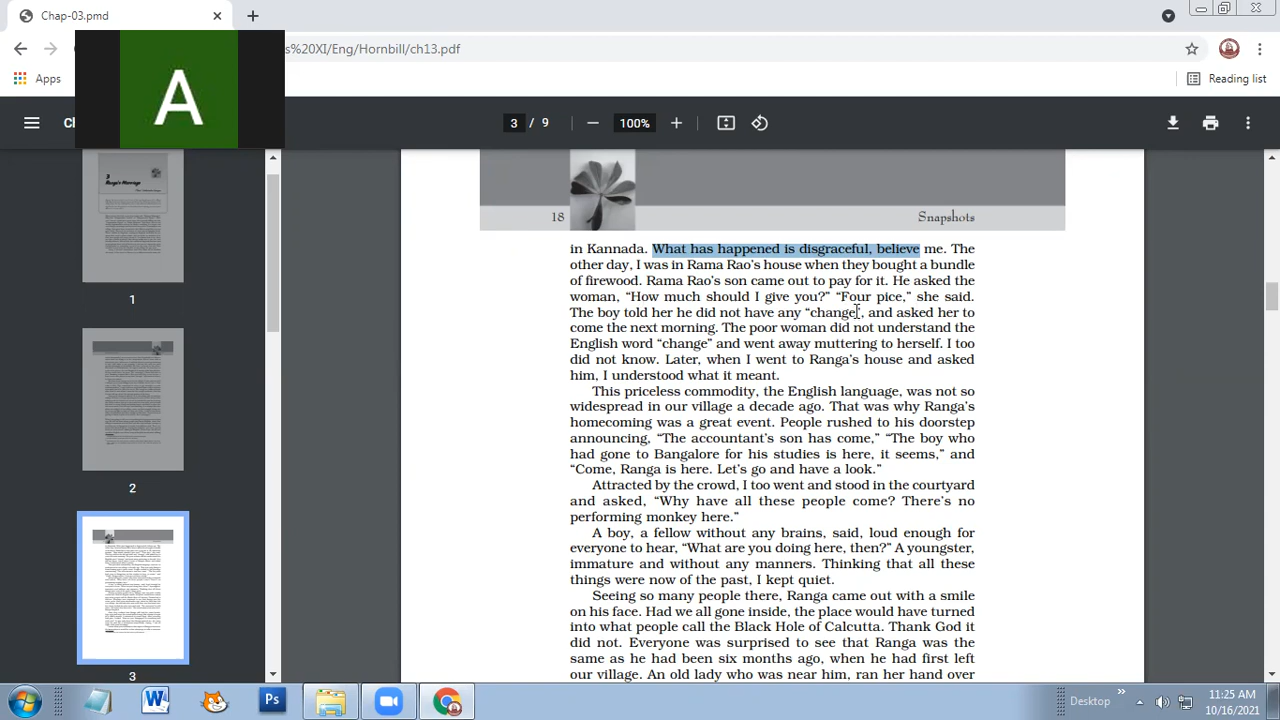 Chap-03.pmd
s%20XI/Eng/Hornbill/ch13.pdf
Apps
Reading list
A
3 / 9
100%
3
Ranga's Marriage
1
2
3
18
Snapshots
in Kannada. What has happened is disgraceful, believe me. The
other day, I was in Rama Rao's house when they bought a bundle
of firewood. Rama Rao's son came out to pay for it. He asked the
woman, “How much should I give you?” “Four pice,” she said.
The boy told her he did not have any “change”, and asked her to
come the next morning. The poor woman did not understand the
English word “change” and went away muttering to herself. I too
did not know. Later, when I went to Ranga's house and asked
him, I understood what it meant.
This priceless commodity, the English language, was not so
widespread in our village a decade ago. That was why Ranga's
homecoming was a great event. People rushed to his doorstep
announcing, “The accountant's son has come,” “The boy who
had gone to Bangalore for his studies is here, it seems,” and
“Come, Ranga is here. Let's go and have a look.”
Attracted by the crowd, I too went and stood in the courtyard
and asked, “Why have all these people come? There's no
performing monkey here.”
A boy, a fellow without any brains, said, loud enough for
everyone to hear, “What are you doing here, then?” A youngster,
immature and without any manners. Thinking that all these
things were now of the past, I kept quiet.
Seeing so many people there, Ranga came out with a smile
on his face. Had we all gone inside, the place would have turned
into what people call the Black Hole of Calcutta. Thank God it
did not. Everyone was surprised to see that Ranga was the
same as he had been six months ago, when he had first left
our village. An old lady who was near him, ran her hand over
Ps
Desktop
11:25 AM
10/16/2021